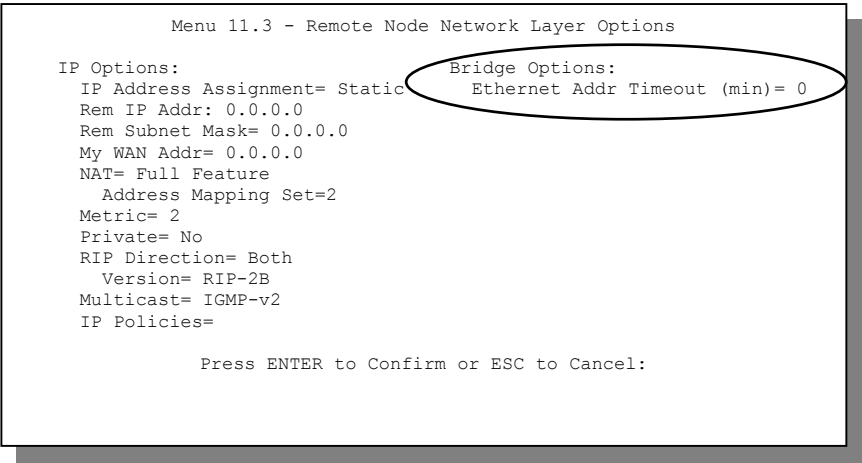 Menu 11.3 - Remote Node Network Layer Options
IP Options: Bridge Options:
IP Address Assignment= Static Ethernet Addr Timeout (min)= 0
Rem IP Addr: 0.0.0.0
Rem Subnet Mask= 0.0.0.0
My WAN Addr= 0.0.0.0
NAT= Full Feature
Address Mapping Set=2
Metric= 2
Private= No
RIP Direction= Both
Version= RIP-2B
Multicast= IGMP-v2
IP Policies=
Press ENTER to Confirm or ESC to Cancel: